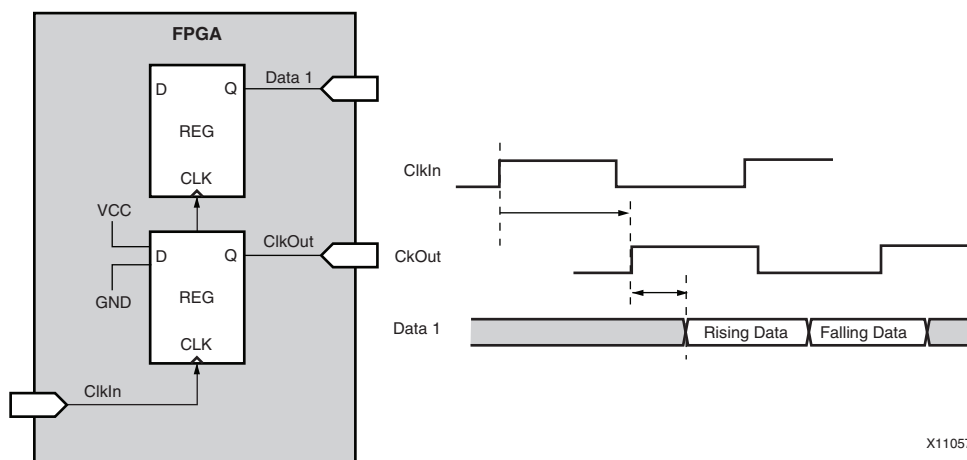 FPGA
D Q Data 1
REG
CLK
VCC
D Q ClkOut
GND
REG
CLK
ClkIn
ClkIn
CkOut
Data 1 Rising Data Falling Data
X11057